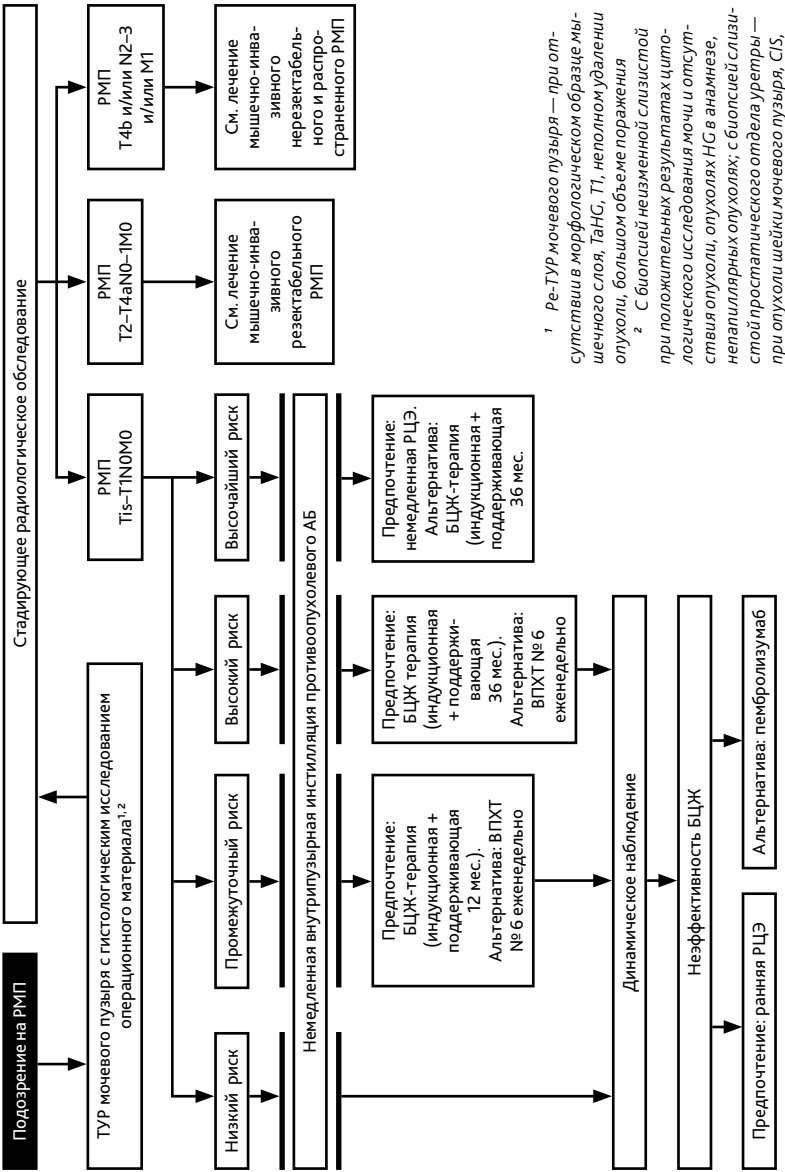 Подозрение на РМП
Стадирующее радиологическое обследование
ТУР мочевого пузыря с гистологическим исследованием
операционного материала¹,²
РМП
Tis–T1N0M0
РМП
T2–T4aN0–1M0
РМП
T4b и/или N2–3
и/или M1
Низкий риск
Промежуточный риск
Высокий риск
Высочайший риск
См. лечение
мышечно-инва-
зивного
резектабельного
РМП
См. лечение
мышечно-инва-
зивного
нерезектабель-
ного и распро-
страненного РМП
Немедленная внутрипузырная инстилляция противоопухолевого АБ
Предпочтение:
БЦЖ-терапия
(индукционная +
поддерживающая
12 мес.).
Альтернатива: ВПХТ
№ 6 еженедельно
Предпочтение:
БЦЖ терапия
(индукционная
+ поддержи-
вающая
36 мес.).
Альтернатива:
ВПХТ № 6
еженедельно
Предпочтение:
немедленная РЦЭ.
Альтернатива:
БЦЖ-терапия
(индукционная +
поддерживающая
36 мес.
Динамическое наблюдение
Неэффективность БЦЖ
Предпочтение: ранняя РЦЭ
Альтернатива: пембролизумаб
¹ Ре-ТУР мочевого пузыря — при от-
сутствии в морфологическом образце мы-
шечного слоя, TaHG, T1, неполном удалении
опухоли, большом объеме поражения
² С биопсией неизменной слизистой
при положительных результатах цито-
логического исследования мочи и отсут-
ствия опухоли, опухолях HG в анамнезе,
непапиллярных опухолях; с биопсией слизи-
стой простатического отдела уретры —
при опухоли шейки мочевого пузыря, CIS,